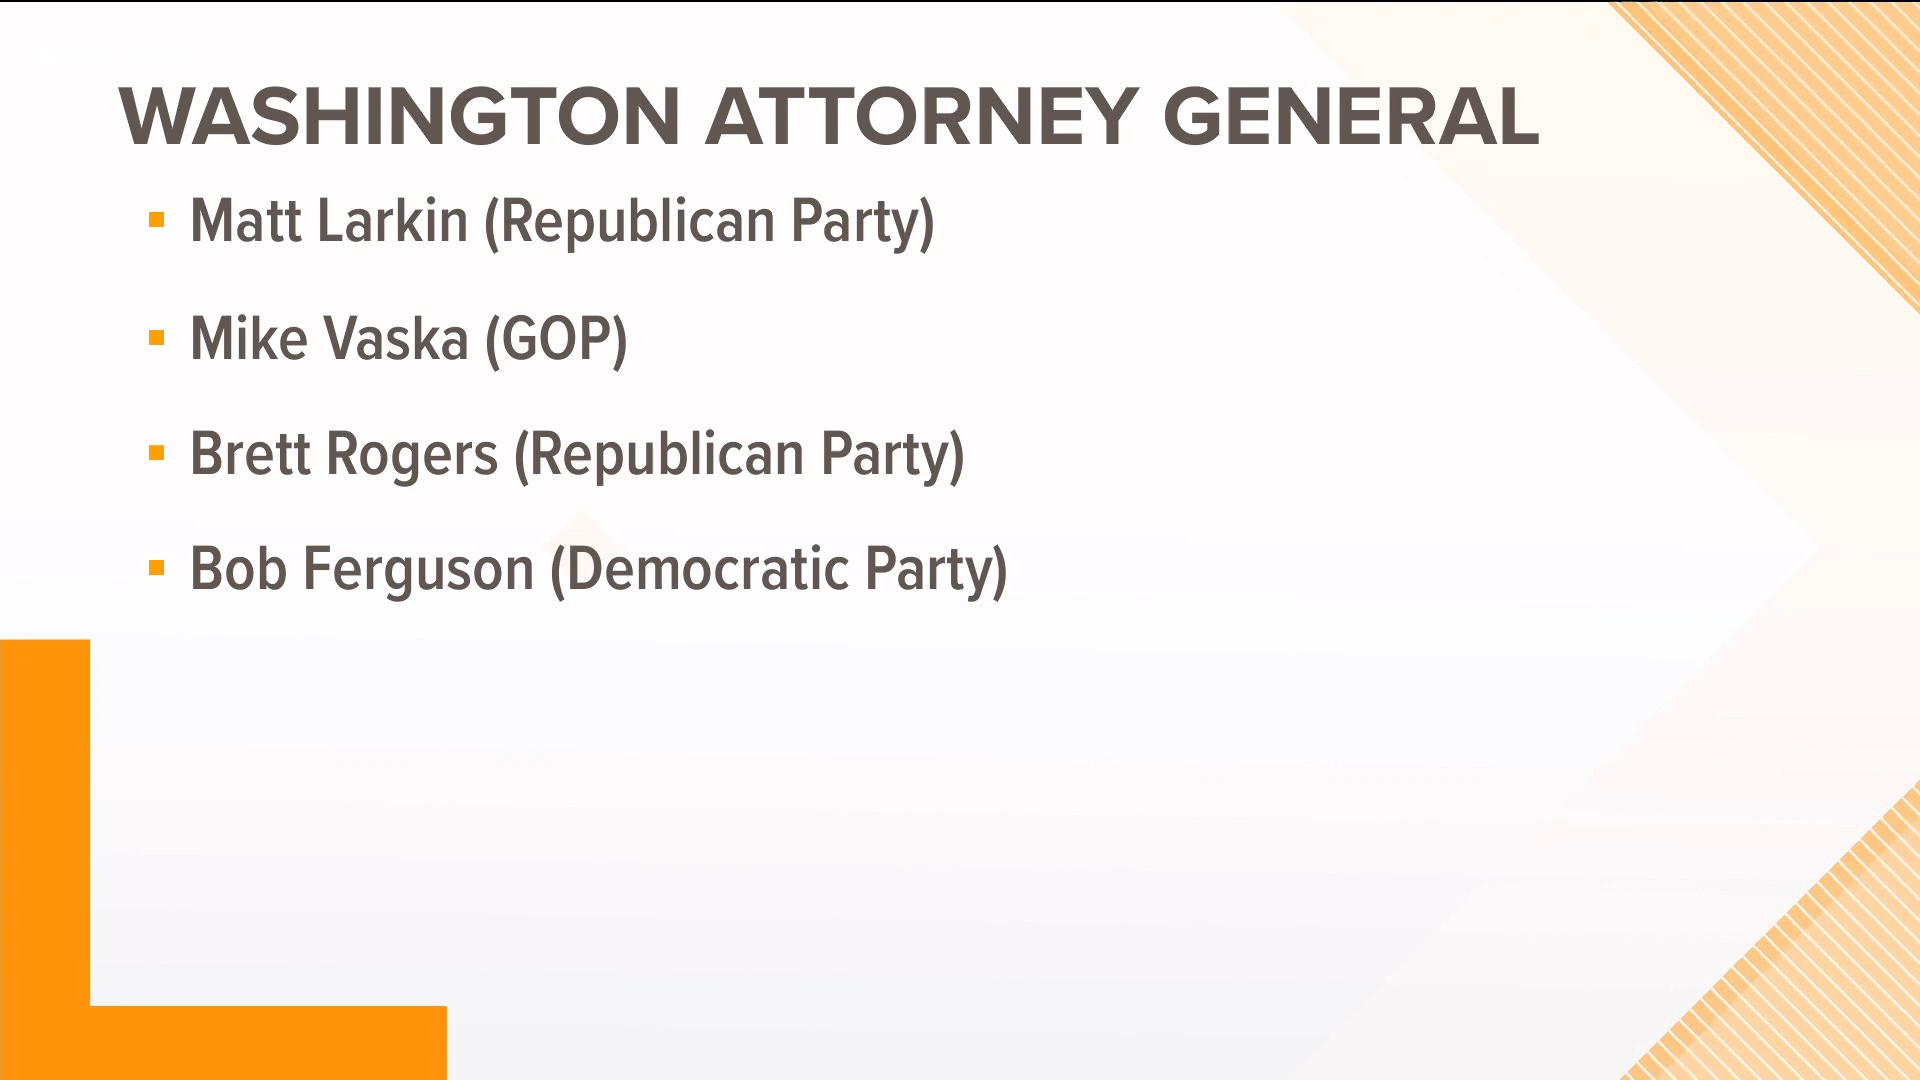 WASHINGTON ATTORNEY GENERAL
Matt Larkin (Republican Party)
Mike Vaska (GOP)
Brett Rogers (Republican Party)
Bob Ferguson (Democratic Party)